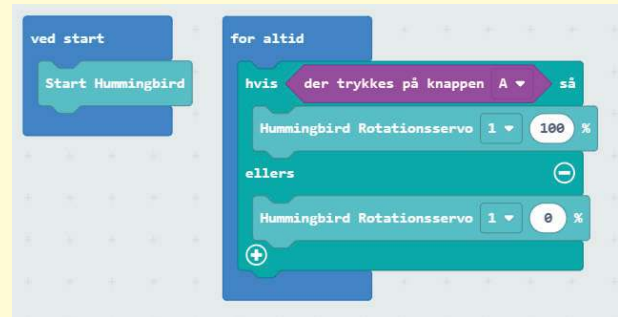 ved start
Start Hummingbird
for altid
hvis der trykkes på knappen A så
Hummingbird Rotationsservo 1 100 %
ellers
Hummingbird Rotationsservo 1 0 %